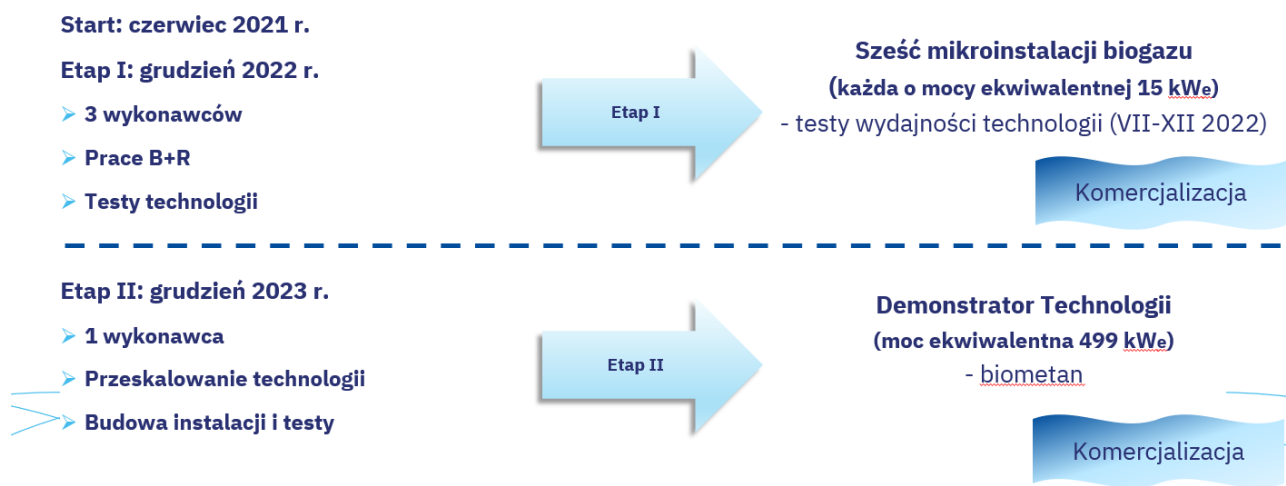 Start: czerwiec 2021 r.
Etap I: grudzień 2022 r.
3 wykonawców
Prace B+R
Testy technologii
Etap I
Sześć mikroinstalacji biogazu
(każda o mocy ekwiwalentnej 15 kWe)
- testy wydajności technologii (VII-XII 2022)
Komercjalizacja
Etap II: grudzień 2023 r.
1 wykonawca
Przeskalowanie technologii
Budowa instalacji i testy
Etap II
Demonstrator Technologii
(moc ekwiwalentna 499 kWe)
- biometan
Komercjalizacja